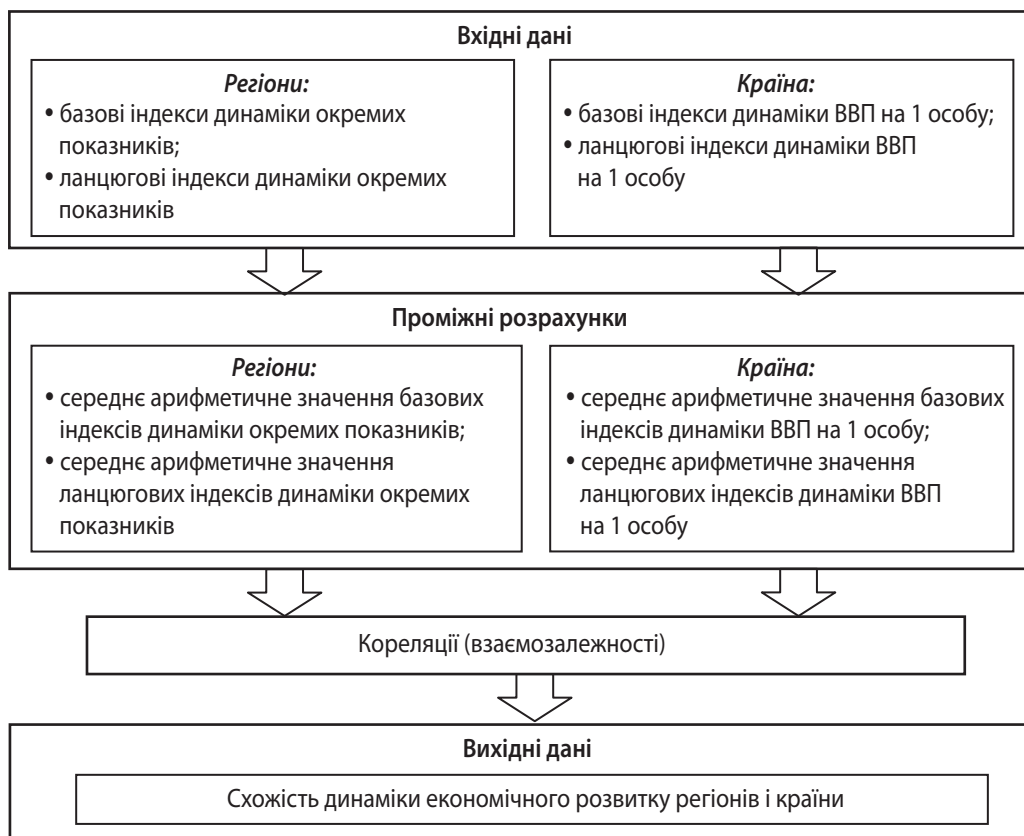 Вхідні дані
Регіони:
• базові індекси динаміки окремих
показників;
• ланцюгові індекси динаміки окремих
показників
Країна:
• базові індекси динаміки ВВП на 1 особу;
• ланцюгові індекси динаміки ВВП
на 1 особу
Проміжні розрахунки
Регіони:
• середнє арифметичне значення базових
індексів динаміки окремих показників;
• середнє арифметичне значення
ланцюгових індексів динаміки окремих
показників
Країна:
• середнє арифметичне значення базових
індексів динаміки ВВП на 1 особу;
• середнє арифметичне значення
ланцюгових індексів динаміки ВВП
на 1 особу
Кореляції (взаємозалежності)
Вихідні дані
Схожість динаміки економічного розвитку регіонів і країни